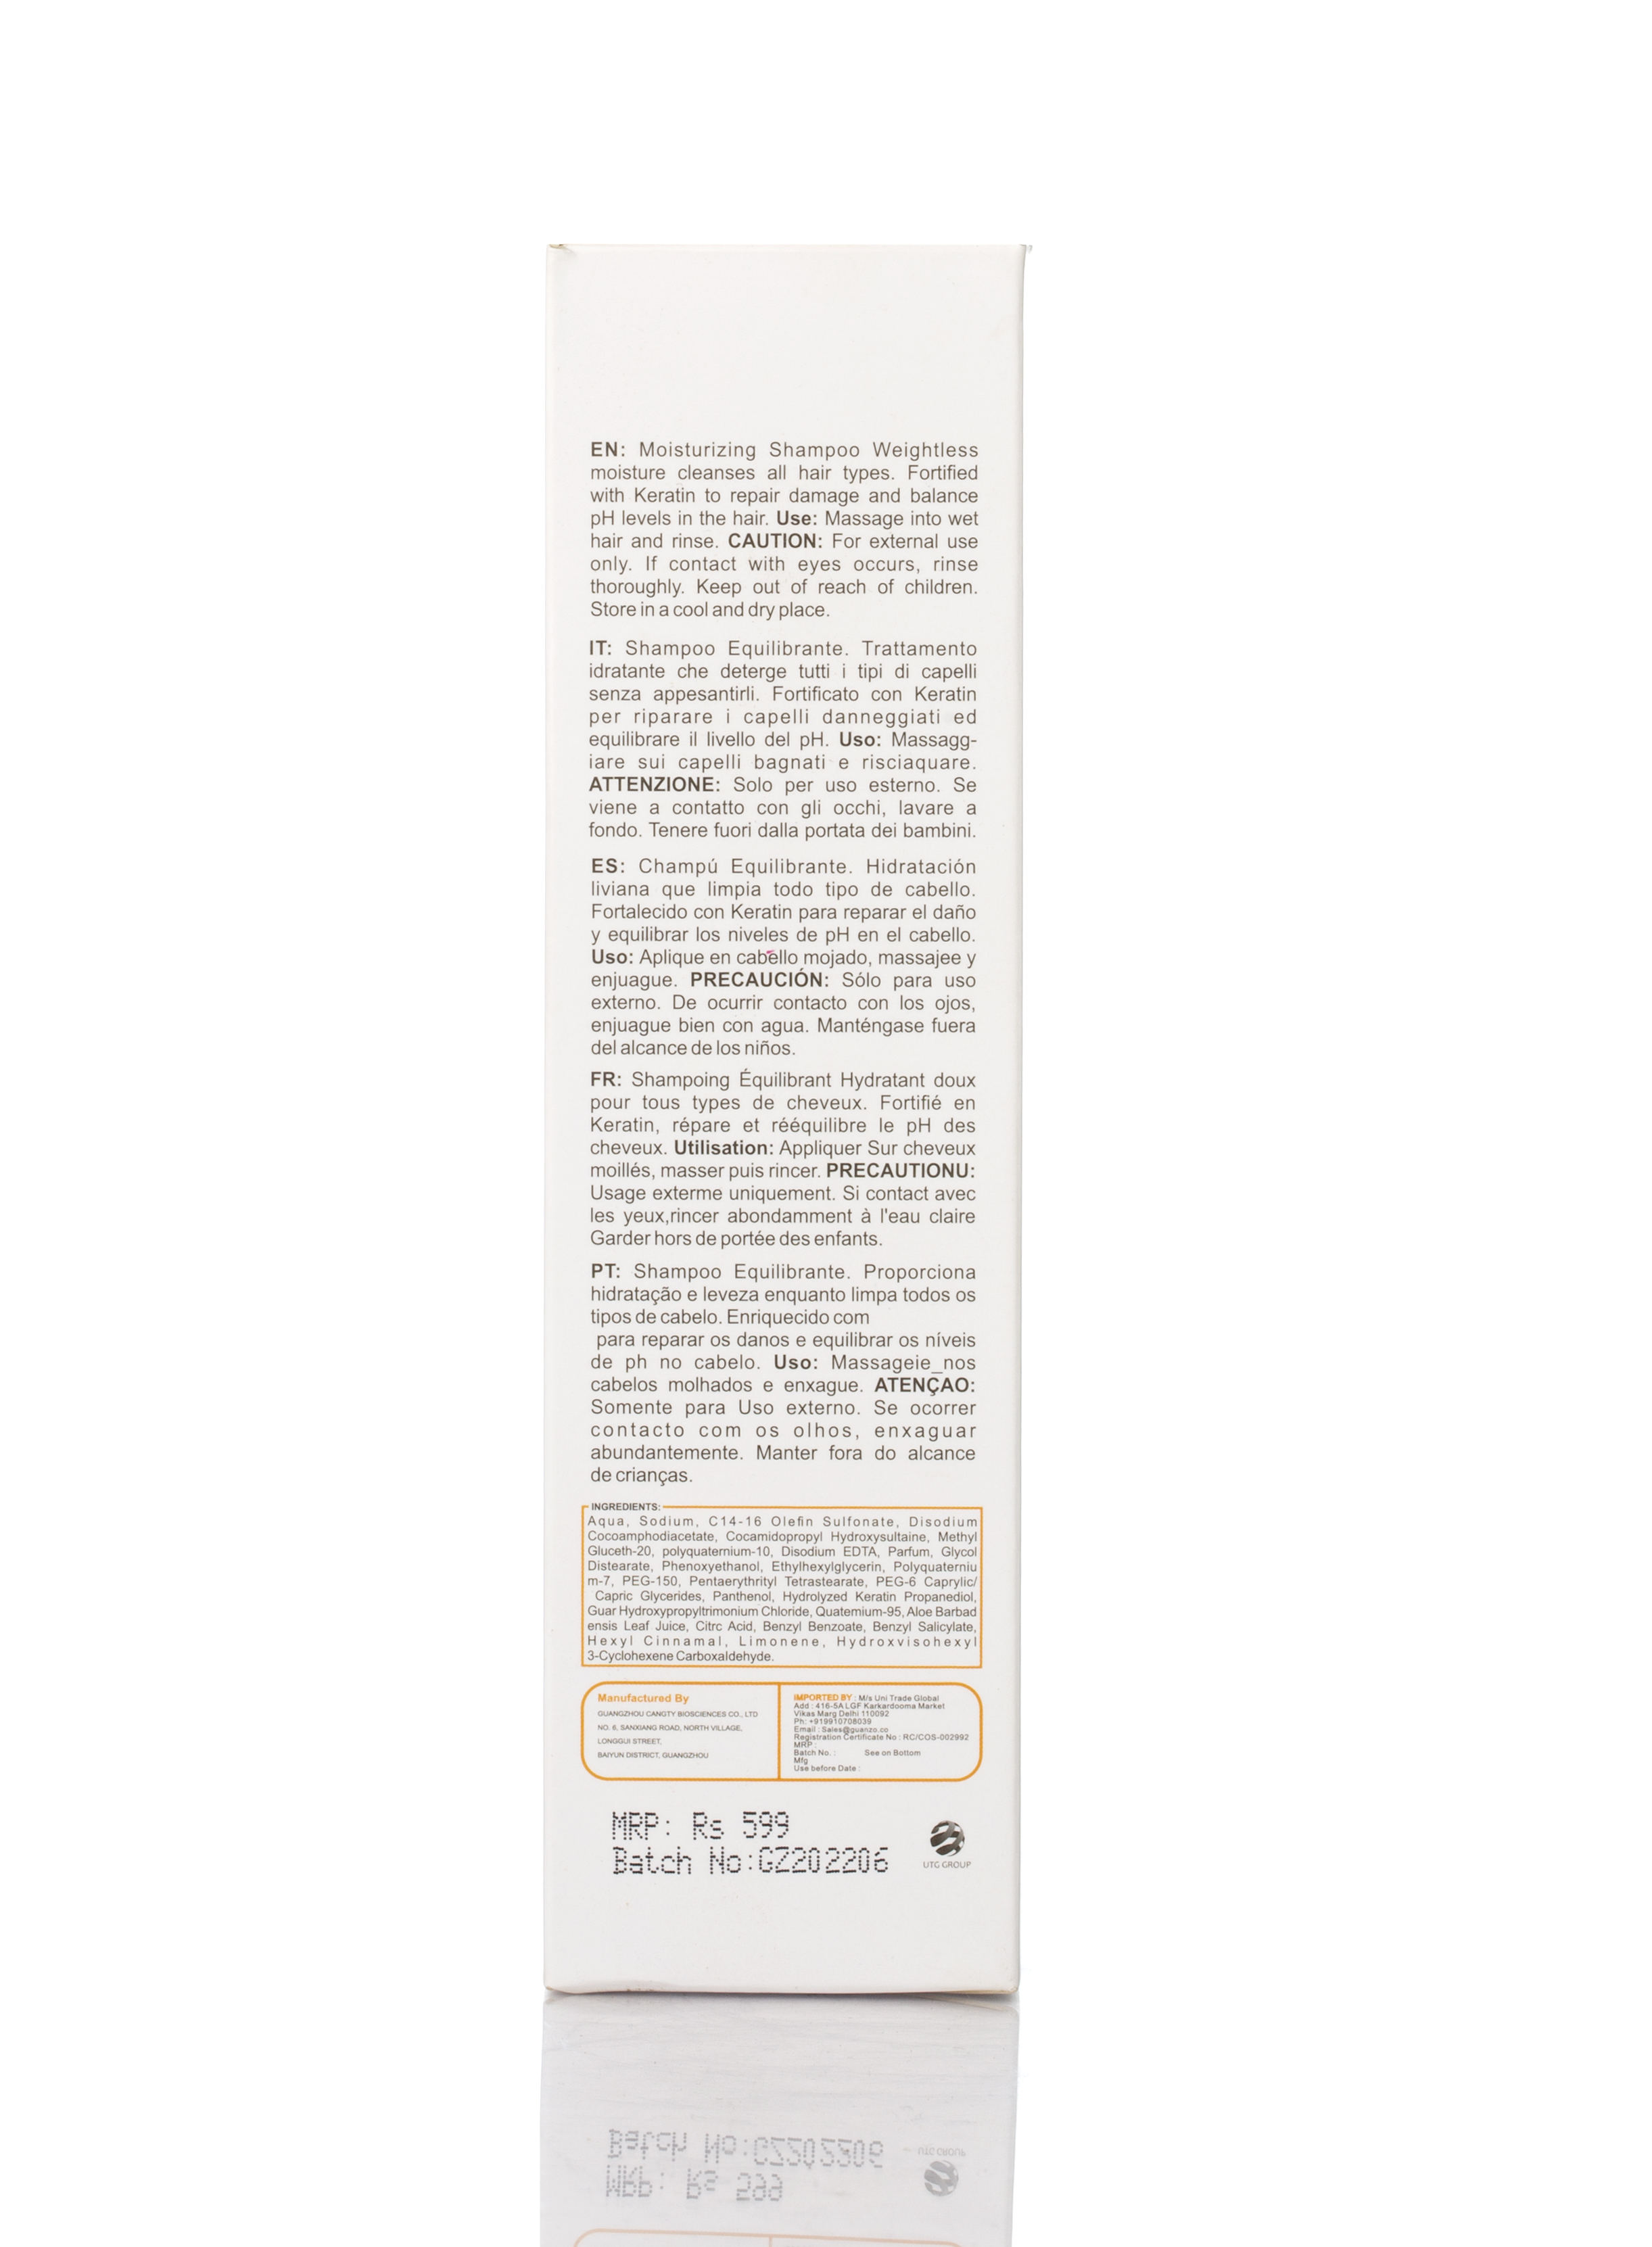 EN: Moisturizing Shampoo Weightless
moisture cleanses all hair types. Fortified
with Keratin to repair damage and balance
pH levels in the hair. Use: Massage into wet
hair and rinse. CAUTION: For external use
only. If contact with eyes occurs, rinse
thoroughly. Keep out of reach of children.
Store in a cool and dry place.
IT: Shampoo Equilibrante. Trattamento
idratante che deterge tutti i tipi di capelli
senza appesantirli. Fortificato con Keratin
per riparare i capelli danneggiati ed
equilibrare il livello del pH. Uso: Massagg-
iare sui capelli bagnati e risciaquare.
ATTENZIONE: Solo per uso esterno. Se
viene a contatto con gli occhi, lavare a
fondo. Tenere fuori dalla portata dei bambini.
ES: Champú Equilibrante. Hidratación
liviana que limpia todo tipo de cabello.
Fortalecido con Keratin para reparar el daño
y equilibrar los niveles de pH en el cabello.
Uso: Aplique en cabello mojado, massajee y
enjuague. PRECAUCIÓN: Sólo para uso
externo. De ocurrir contacto con los ojos,
enjuague bien con agua. Manténgase fuera
del alcance de los niños.
FR: Shampoing Équilibrant Hydratant doux
pour tous types de cheveux. Fortifié en
Keratin, répare et rééquilibre le pH des
cheveux. Utilisation: Appliquer Sur cheveux
moillés, masser puis rincer. PRECAUTIONU:
Usage exterme uniquement. Si contact avec
les yeux,rincer abondamment à l'eau claire
Garder hors de portée des enfants.
PT: Shampoo Equilibrante. Proporciona
hidratação e leveza enquanto limpa todos os
tipos de cabelo. Enriquecido com
para reparar os danos e equilibrar os níveis
de ph no cabelo. Uso: Massageie_nos
cabelos molhados e enxague. ATENÇAO:
Somente para Uso externo. Se ocorrer
contacto com os olhos, enxaguar
abundantemente. Manter fora do alcance
de crianças.
INGREDIENTS:
Aqua, Sodium, C14-16 Olefin Sulfonate, Disodium
Cocoamphodiacetate, Cocamidopropyl Hydroxysultaine, Methyl
Gluceth-20, polyquaternium-10, Disodium EDTA, Parfum, Glycol
Distearate, Phenoxyethanol, Ethylhexylglycerin, Polyquaterniu
m-7, PEG-150, Pentaerythrityl Tetrastearate, PEG-6 Caprylic/
Capric Glycerides, Panthenol, Hydrolyzed Keratin Propanediol,
Guar Hydroxypropyltrimonium Chloride, Quatemium-95, Aloe Barbad
ensis Leaf Juice, Citrc Acid, Benzyl Benzoate, Benzyl Salicylate,
Hexyl Cinnamal, Limonene, Hydroxvisohexyl
3-Cyclohexene Carboxaldehyde.
Manufactured By
GUANGZHOU CANGTY BIOSCIENCES CO., LTD
NO. 6, SANXIANG ROAD, NORTH VILLAGE,
LONGGUI STREET,
BAIYUN DISTRICT, GUANGZHOU
IMPORTED BY : M/s Uni Trade Global
Add : 416-5A LGF Karkardooma Market
Vikas Marg Delhi 110092
Ph: +919910708039
Email : Sales@guanzo.co
Registration Certificate No : RC/COS-002992
MRP :
Batch No. : See on Bottom
Mfg
Use before Date :
MRP: Rs 599
Batch No:GZ202206
UTG GROUP